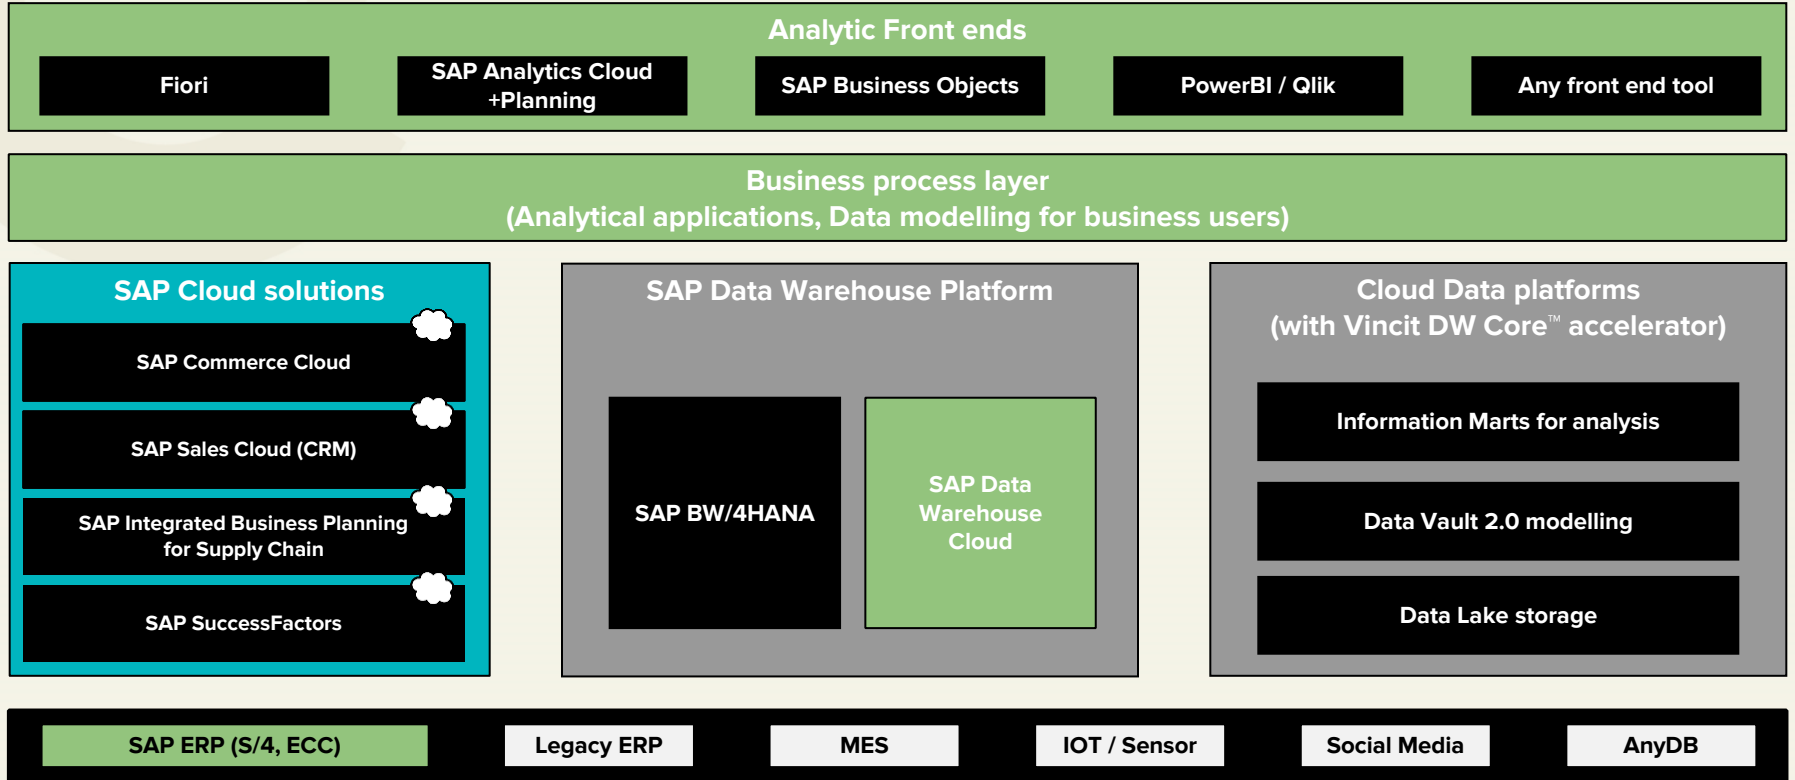 Analytic Front ends
Fiori
SAP Analytics Cloud
+Planning
SAP Business Objects
PowerBI / Qlik
Any front end tool
Business process layer
(Analytical applications, Data modelling for business users)
SAP Cloud solutions
SAP Commerce Cloud
SAP Sales Cloud (CRM)
SAP Integrated Business Planning
for Supply Chain
SAP SuccessFactors
SAP Data Warehouse Platform
SAP BW/4HANA
SAP Data
Warehouse
Cloud
Cloud Data platforms
(with Vincit DW Core™ accelerator)
Information Marts for analysis
Data Vault 2.0 modelling
Data Lake storage
SAP ERP (S/4, ECC)
Legacy ERP
MES
IOT / Sensor
Social Media
AnyDB